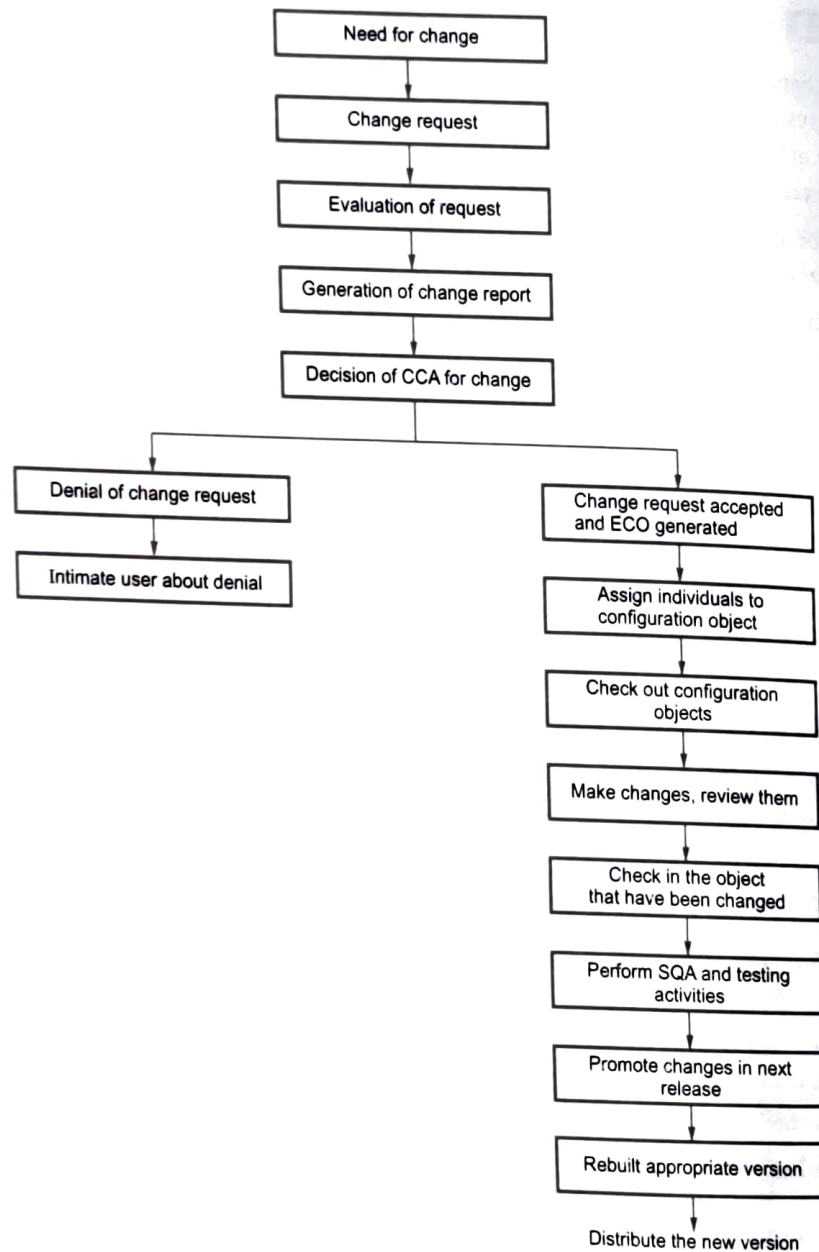 Need for change
Change request
Evaluation of request
Generation of change report
Decision of CCA for change
Denial of change request
Intimate user about denial
Change request accepted
and ECO generated
Assign individuals to
configuration object
Check out configuration
objects
Make changes, review them
Check in the object
that have been changed
Perform SQA and testing
activities
Promote changes in next
release
Rebuilt appropriate version
Distribute the new version